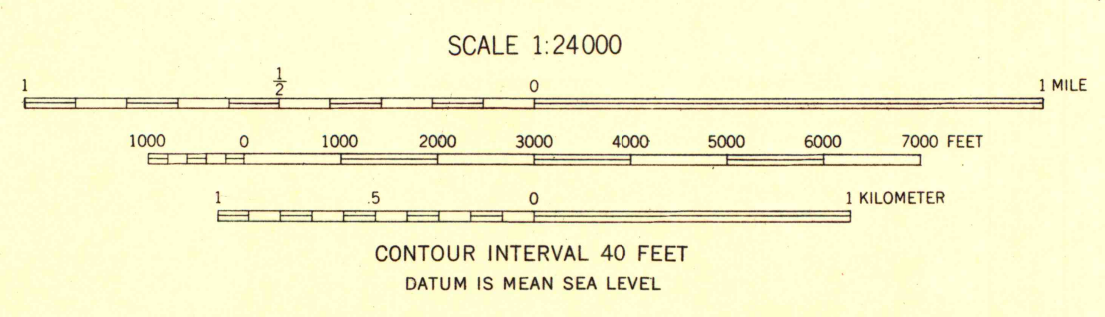 SCALE 1:24000
1 1/2 0 1 MILE
1000 0 1000 2000 3000 4000 5000 6000 7000 FEET
1 .5 0 1 KILOMETER
CONTOUR INTERVAL 40 FEET
DATUM IS MEAN SEA LEVEL